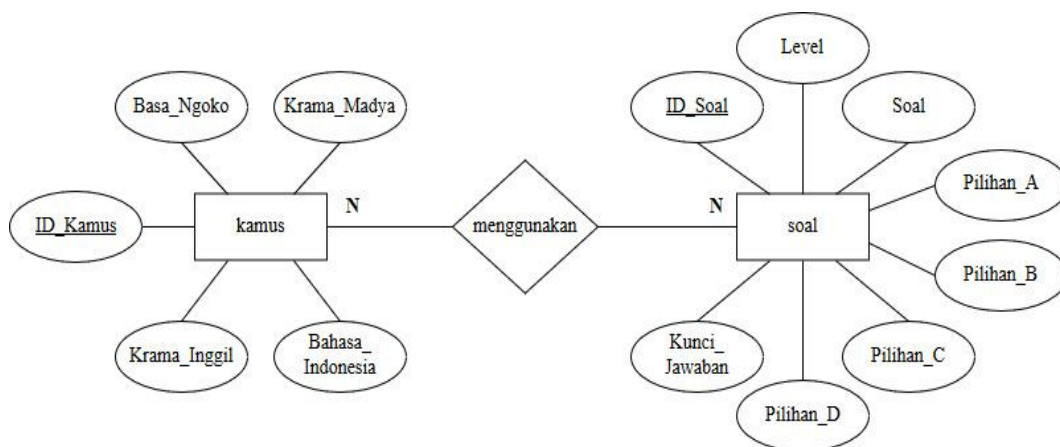 Level
Basa_Ngoko
Krama_Madya
ID_Soal
Soal
Pilihan_A
ID_Kamus
kamus
N
menggunakan
N
soal
Pilihan_B
Krama_Inggil
Bahasa_
Indonesia
Kunci_
Jawaban
Pilihan_C
Pilihan_D